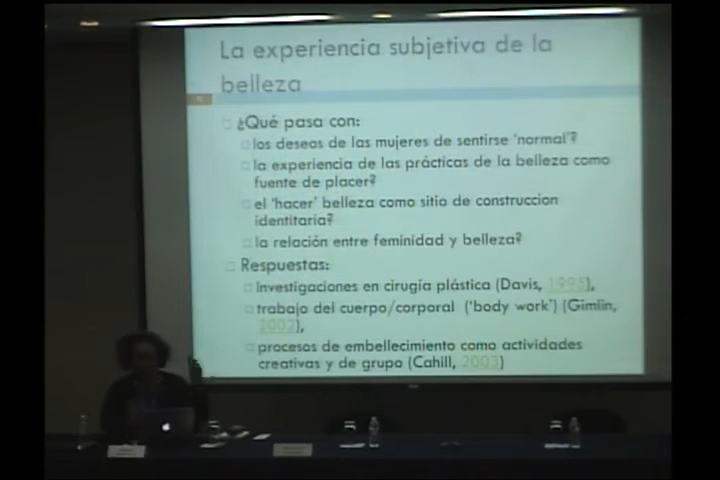 La experiencia subjetiva de la
belleza
¿Qué pasa con:
los deseos de las mujeres de sentirse 'normal'?
la experiencia de las prácticas de la belleza como
fuente de placer?
el 'hacer' belleza como sitio de construcción
identitaria?
la relación entre feminidad y belleza?
Respuestas:
Investigaciones en cirugía plástica (Davis, 1995),
trabajo del cuerpo/corporal ('body work') (Gimlin,
2002),
procesos de embellecimiento como actividades
creativas y de grupo (Cahill, 2003)